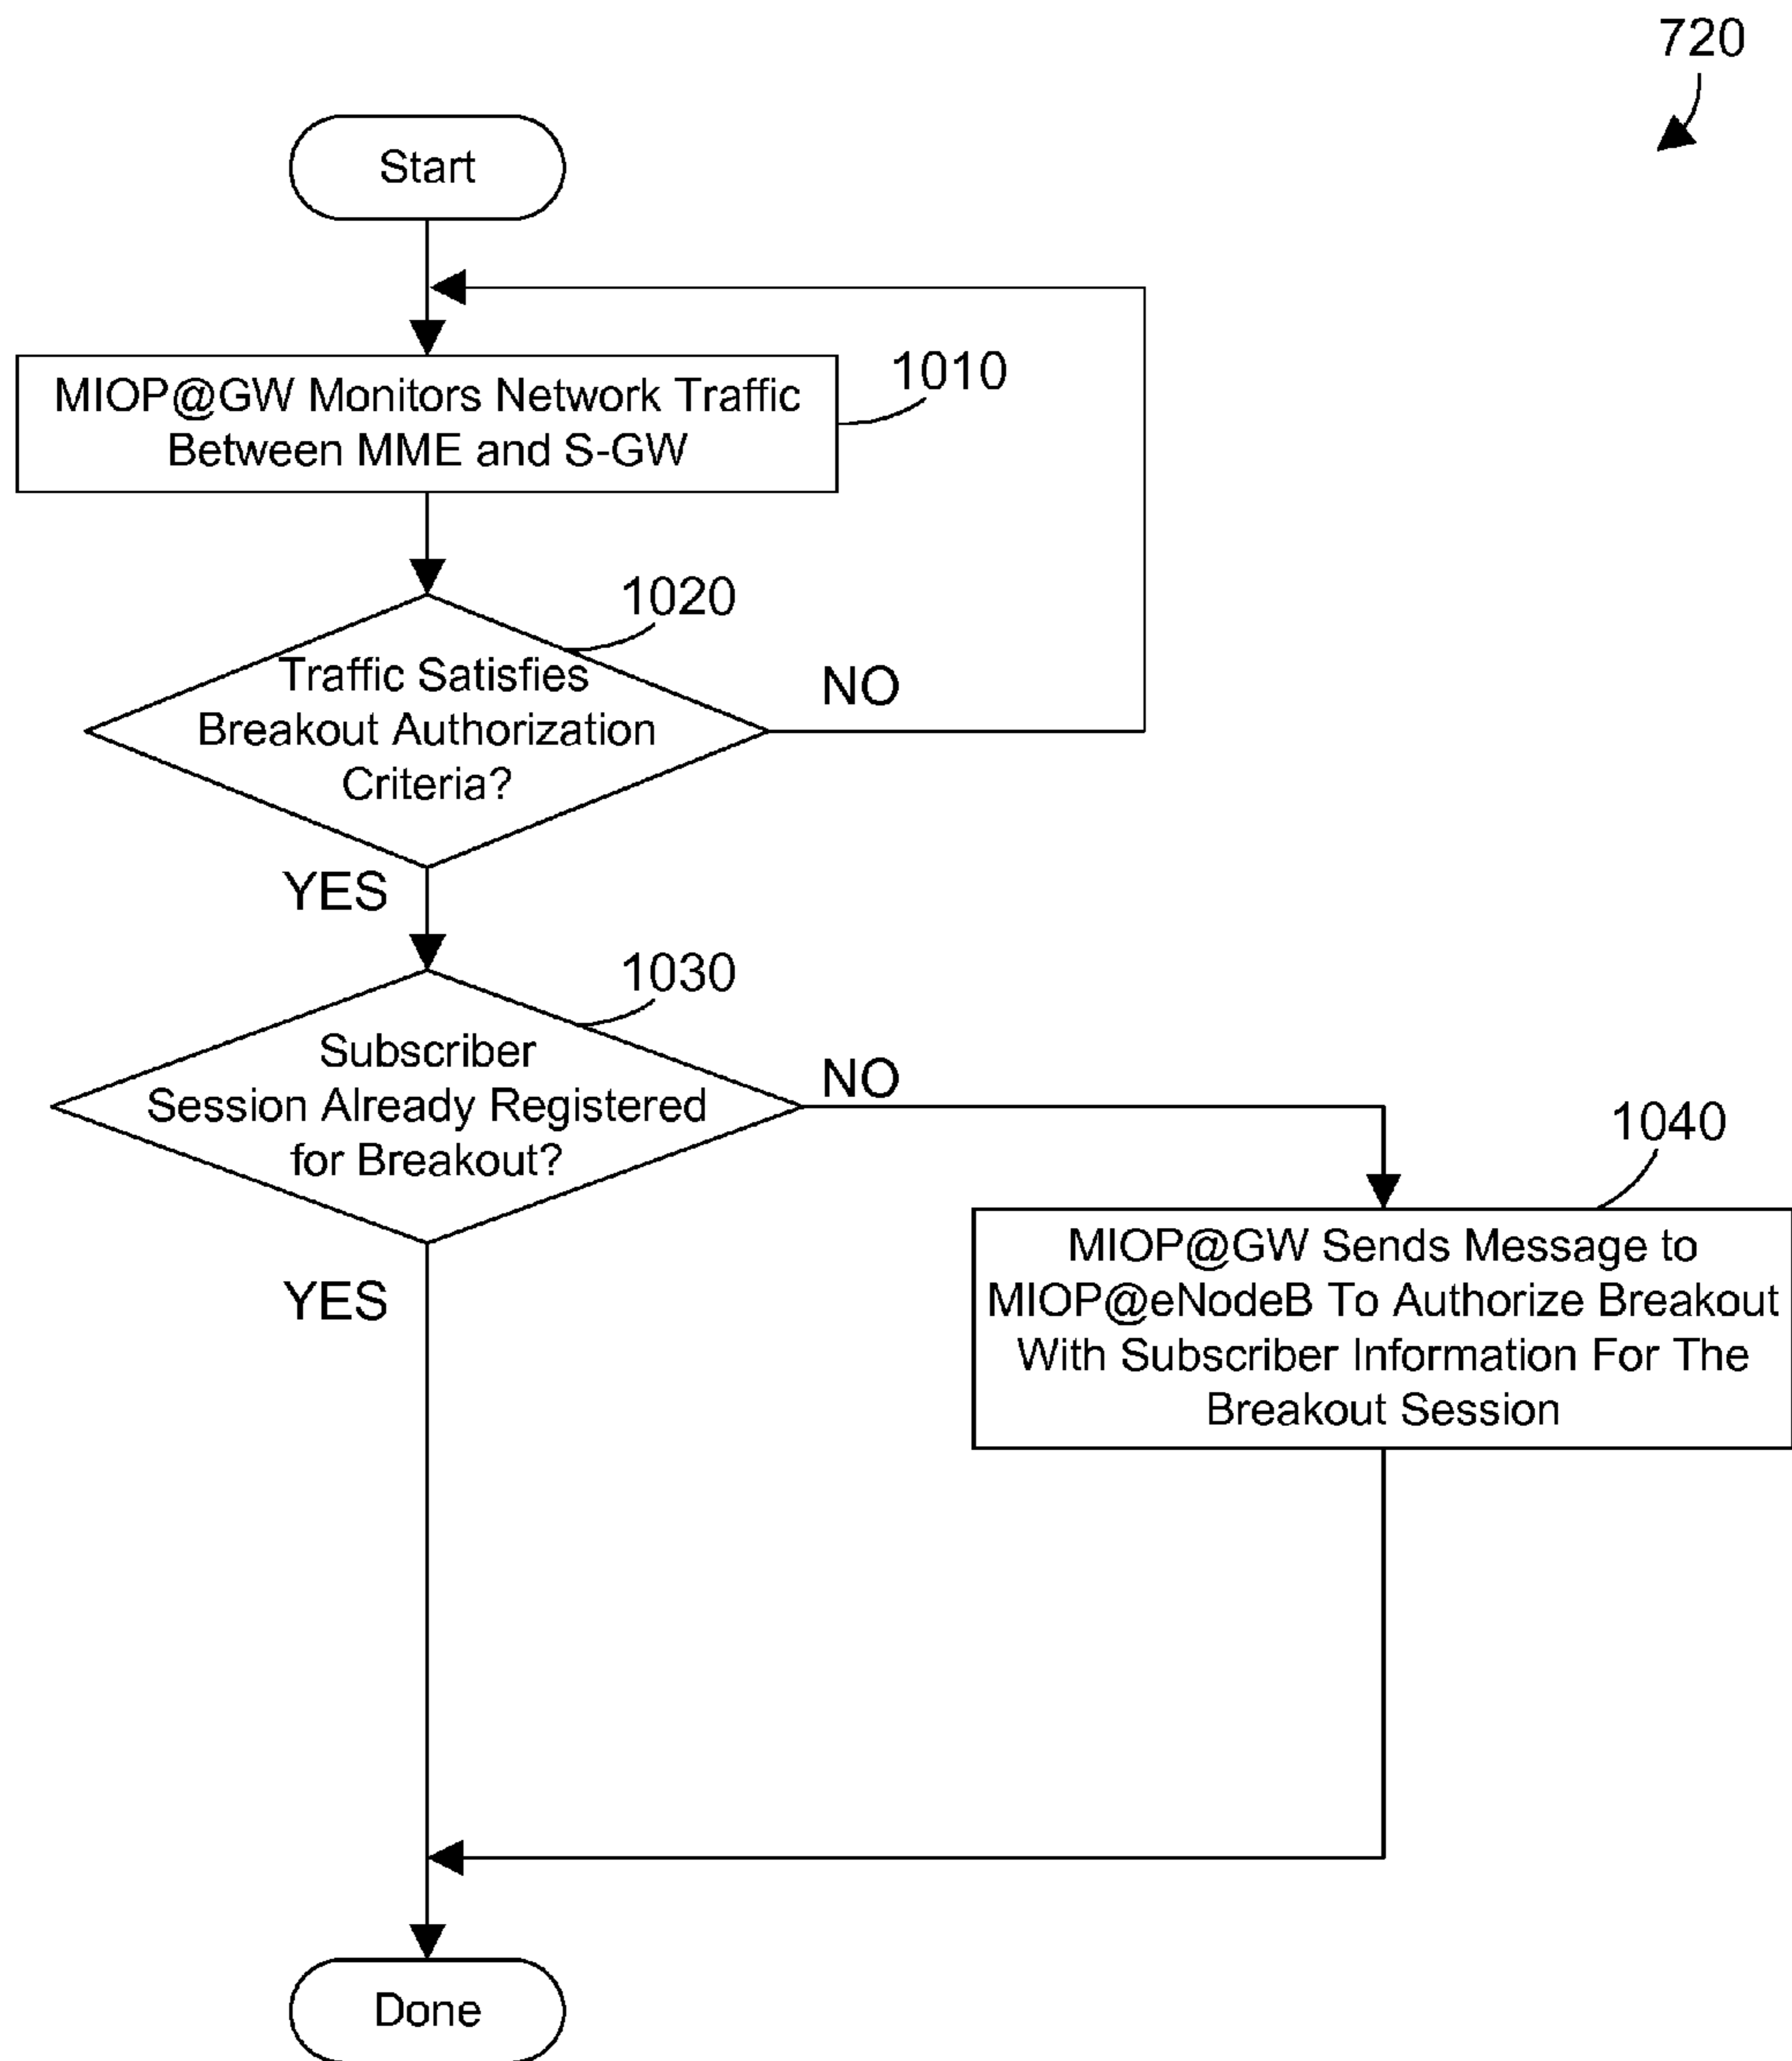 720
Start
MIOP@GW Monitors Network Traffic
Between MME and S-GW
1010
1020
Traffic Satisfies
Breakout Authorization
Criteria?
NO
YES
1030
Subscriber
Session Already Registered
for Breakout?
NO
YES
1040
MIOP@GW Sends Message to
MIOP@eNodeB To Authorize Breakout
With Subscriber Information For The
Breakout Session
Done